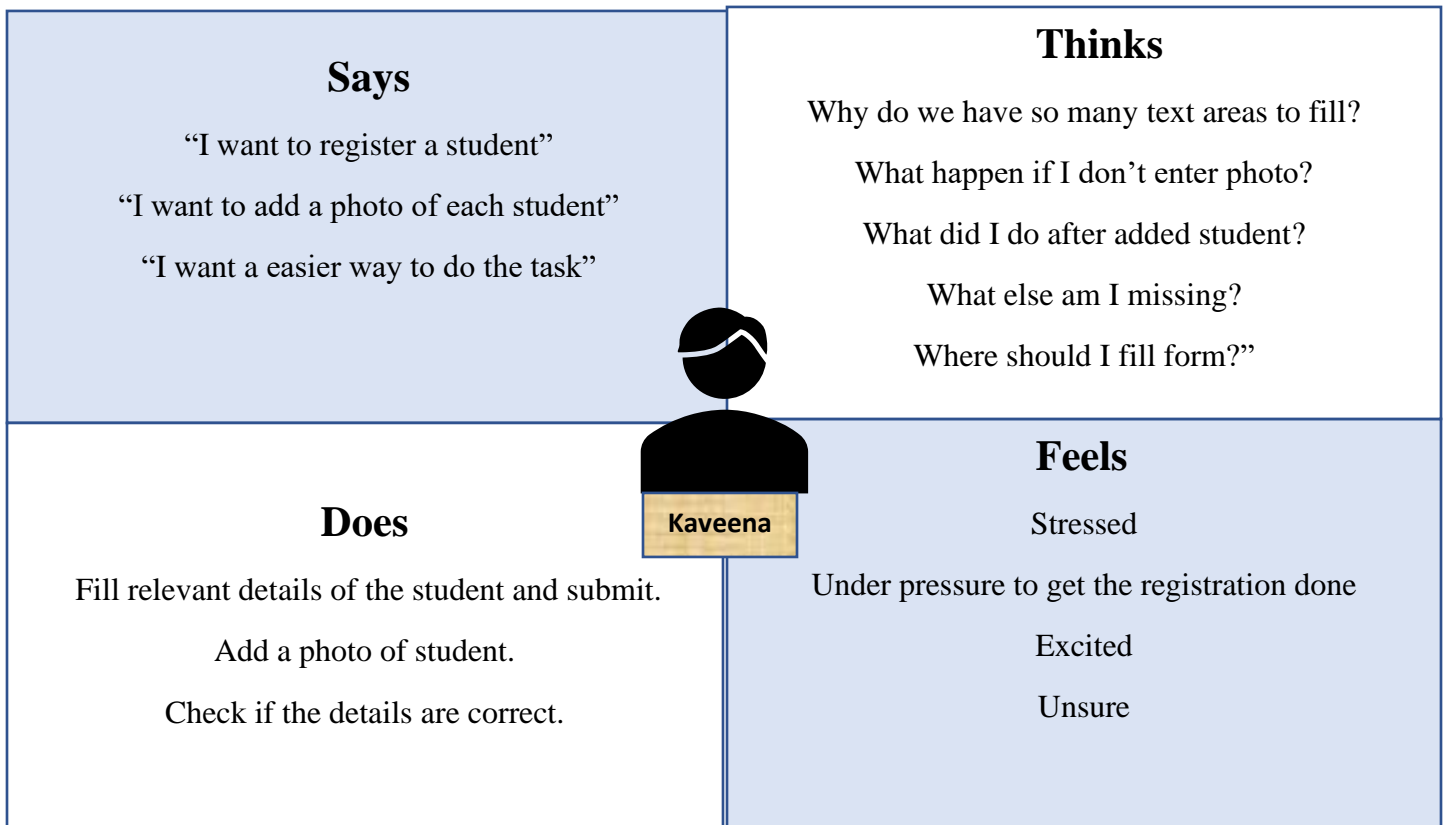 Says
“I want to register a student”
“I want to add a photo of each student”
“I want a easier way to do the task”
Thinks
Why do we have so many text areas to fill?
What happen if I don’t enter photo?
What did I do after added student?
What else am I missing?
Where should I fill form?”
Kaveena
Does
Fill relevant details of the student and submit.
Add a photo of student.
Check if the details are correct.
Feels
Stressed
Under pressure to get the registration done
Excited
Unsure